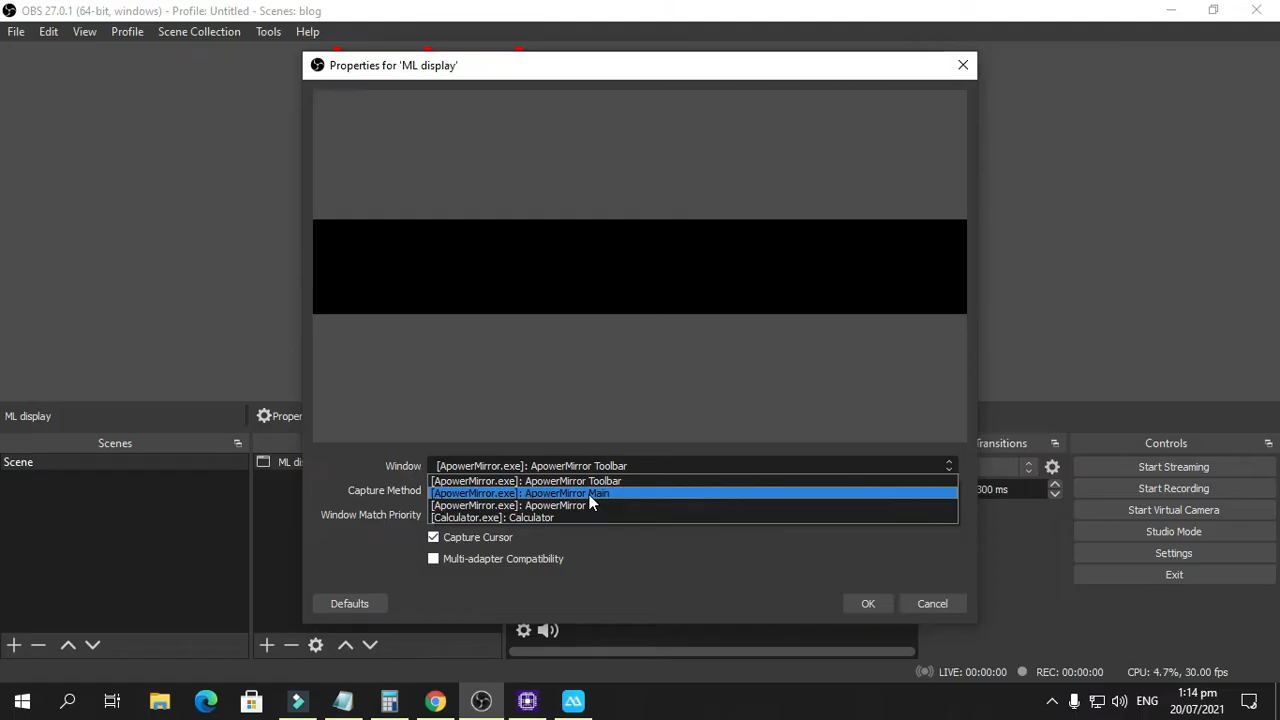 OBS 27.0.1 (64-bit, windows) - Profile: Untitled - Scenes: blog
File Edit View Profile Scene Collection Tools Help
Properties for 'ML display'
ML display
Proper
Scenes
Transitions
Controls
Scene
ML di
Window [ApowerMirror.exe]: ApowerMirror Toolbar
[ApowerMirror.exe]: ApowerMirror Toolbar
Capture Method [ApowerMirror.exe]: ApowerMirror Main
[ApowerMirror.exe]: ApowerMirror
Window Match Priority [Calculator.exe]: Calculator
Capture Cursor
Multi-adapter Compatibility
300 ms
Start Streaming
Start Recording
Start Virtual Camera
Studio Mode
Settings
Exit
Defaults OK Cancel
LIVE: 00:00:00 REC: 00:00:00 CPU: 4.7%, 30.00 fps
ENG
1:14 pm
20/07/2021